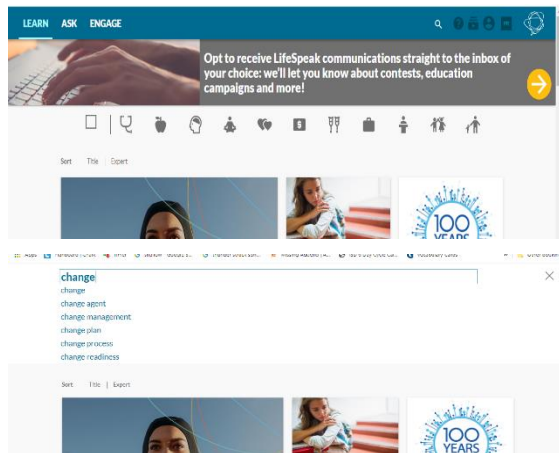 LEARN ASK ENGAGE
Opt to receive LifeSpeak communications straight to the inbox of
your choice: we'll let you know about contests, education
campaigns and more!
Sort Title | Expert
100
YEARS
Apps
change
change
change agent
change management
change plan
change process
change readiness
Sort Title | Expert
100
YEARS